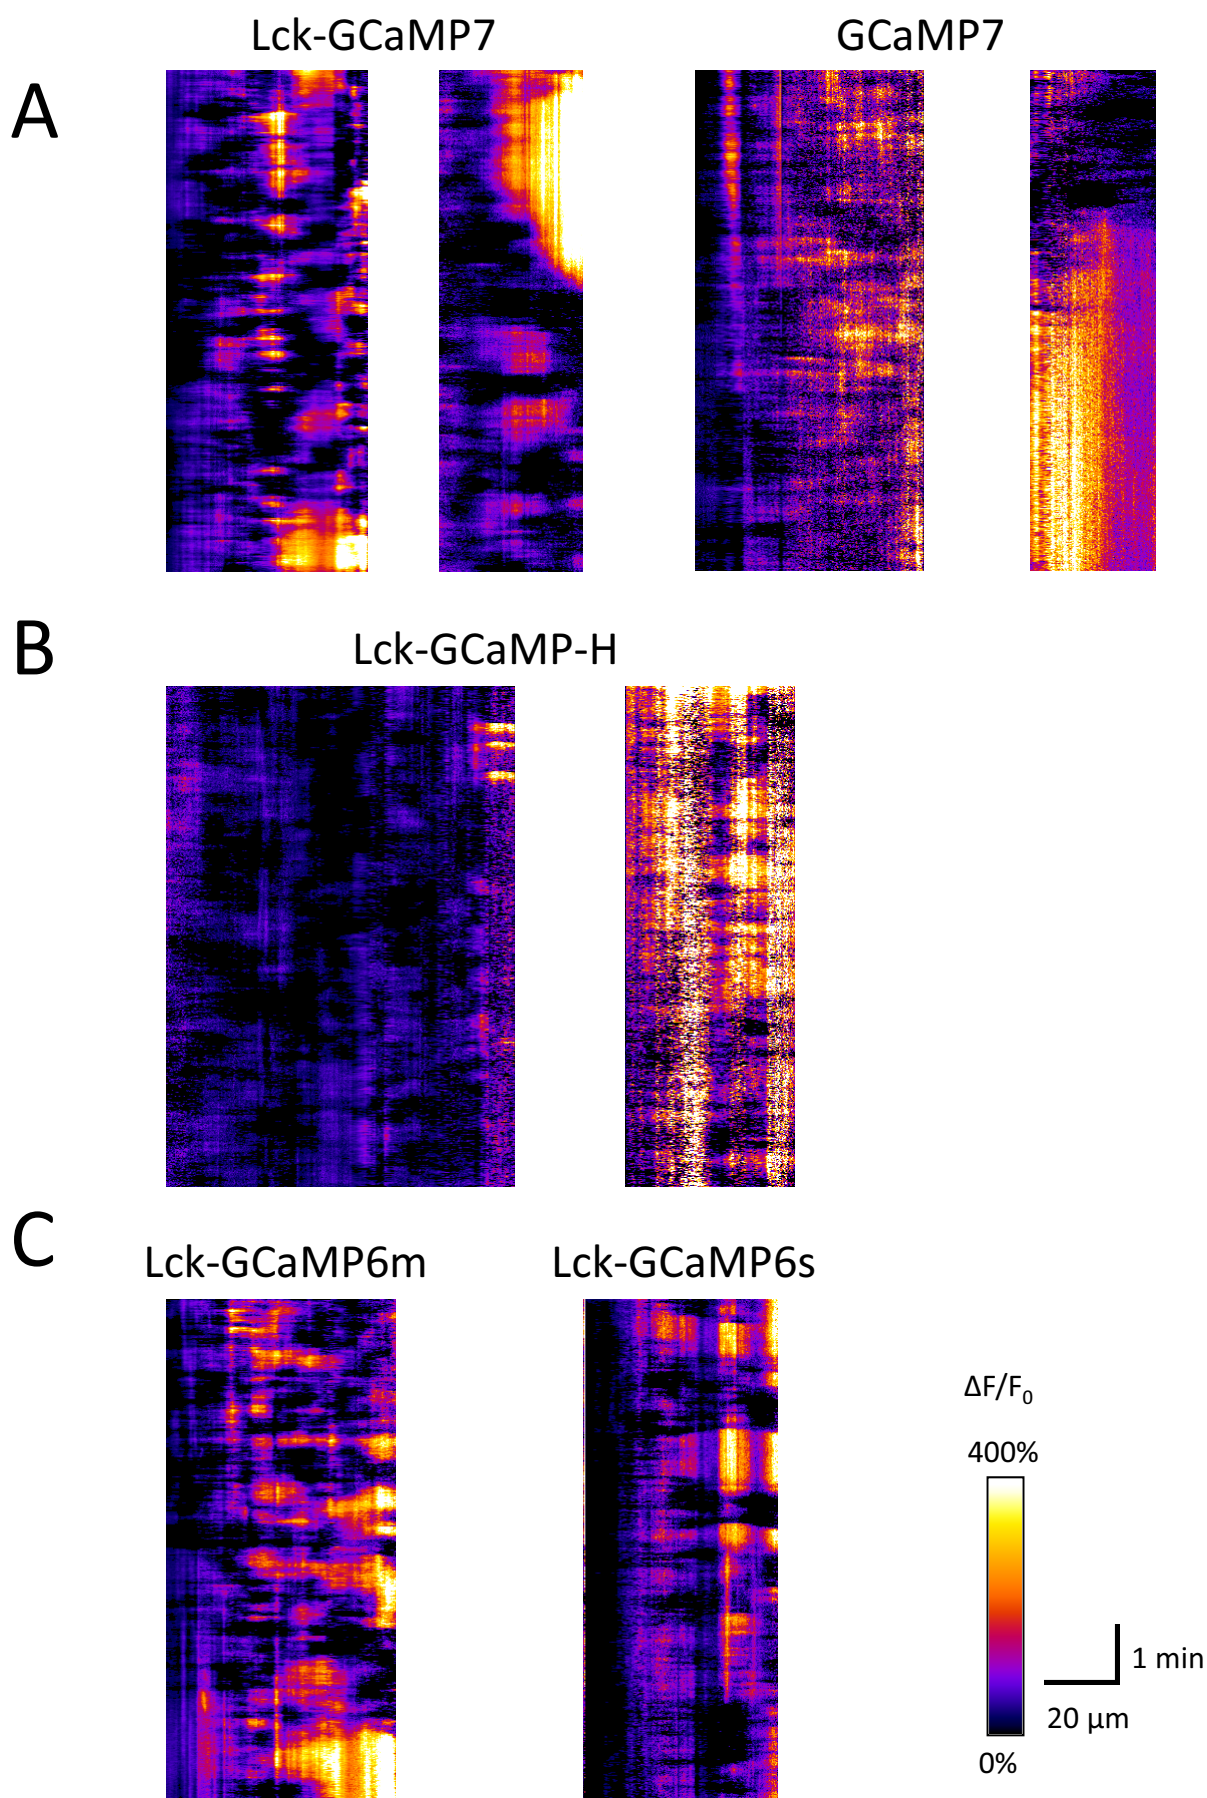 Lck-GCaMP7
GCaMP7
A
B
Lck-GCaMP-H
C
Lck-GCaMP6m
Lck-GCaMP6s
ΔF/F₀
400%
1 min
20 µm
0%